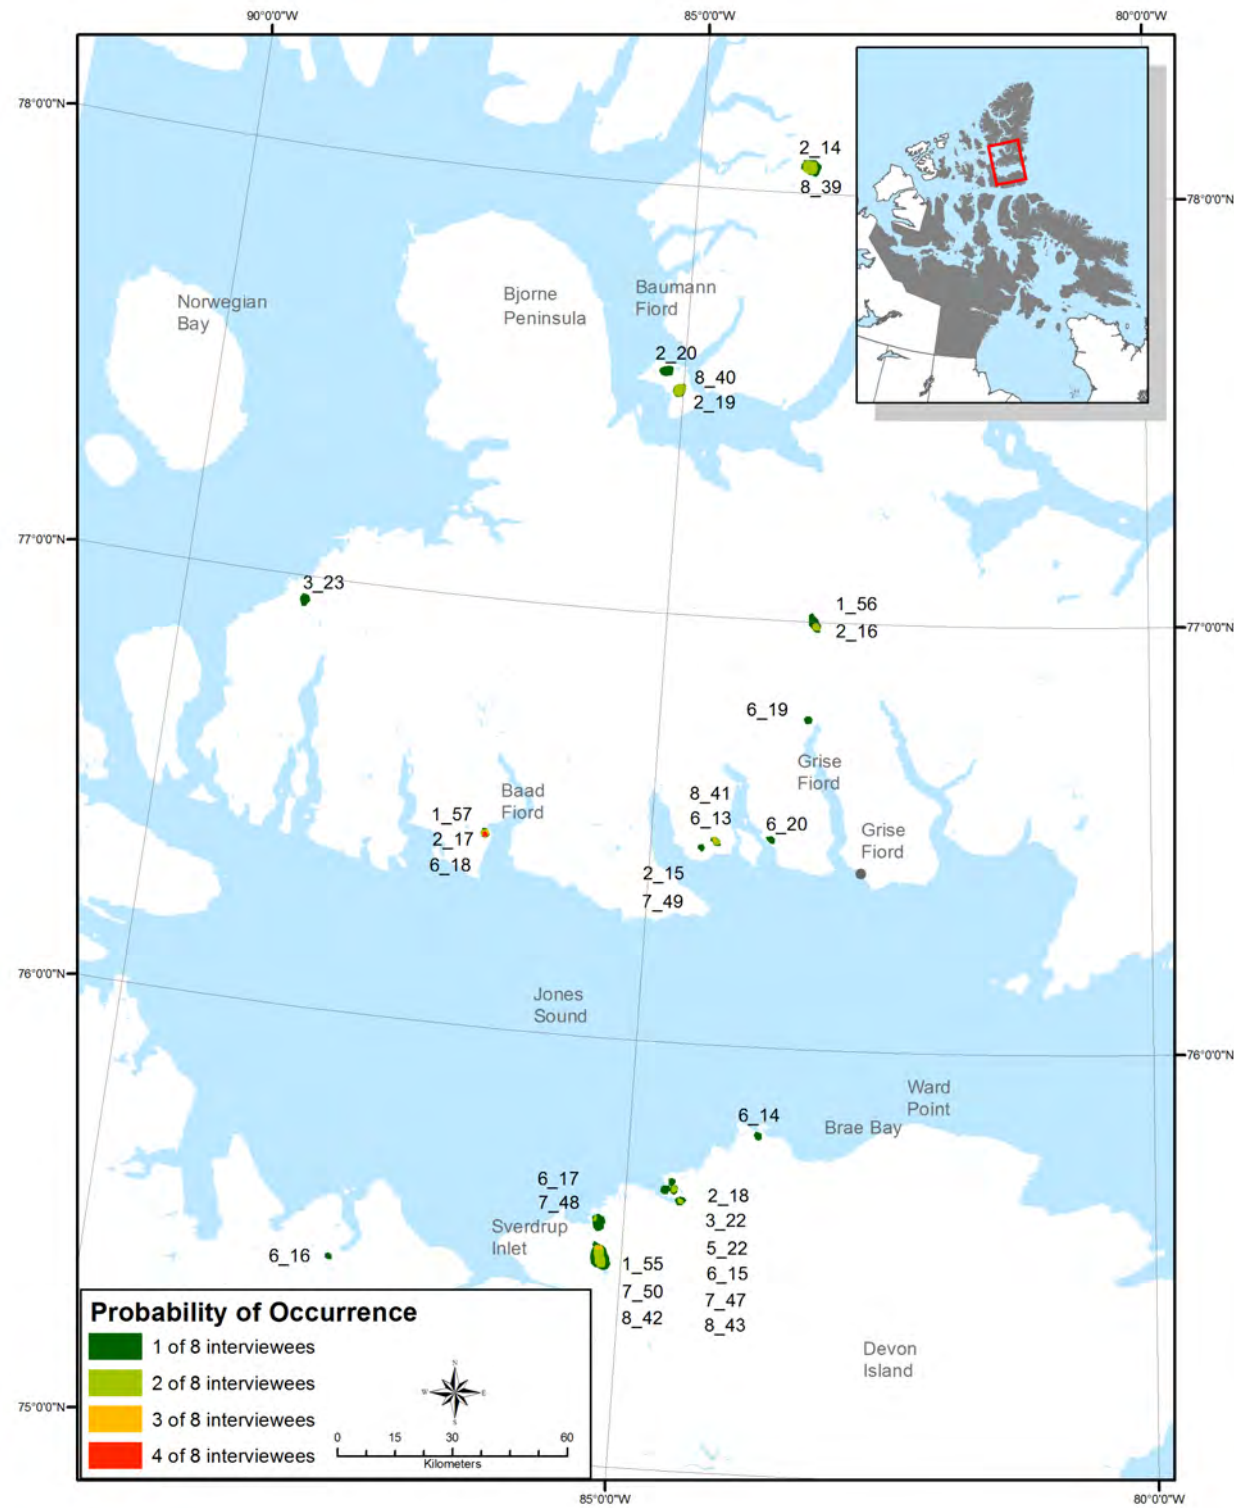 90°0'0"W
85°0'0"W
80°0'0"W
78°0'0"N
2_14
8_39
78°0'0"N
Norwegian
Bay
Bjorne
Peninsula
Baumann
Fiord
2_20
8_40
2_19
77°0'0"N
3_23
1_56
2_16
77°0'0"N
6_19
Grise
Fiord
Baad
Fiord
1_57
2_17
6_18
8_41
6_13
6_20
Grise
Fiord
2_15
7_49
76°0'0"N
Jones
Sound
76°0'0"N
Ward
Point
6_14
Brae Bay
6_17
7_48
2_18
3_22
5_22
6_15
7_47
8_43
Sverdrup
Inlet
6_16
1_55
7_50
8_42
Devon
Island
Probability of Occurrence
1 of 8 interviewees
2 of 8 interviewees
3 of 8 interviewees
4 of 8 interviewees
N
W
E
S
0 15 30 60
Kilometers
75°0'0"N
85°0'0"W
80°0'0"W